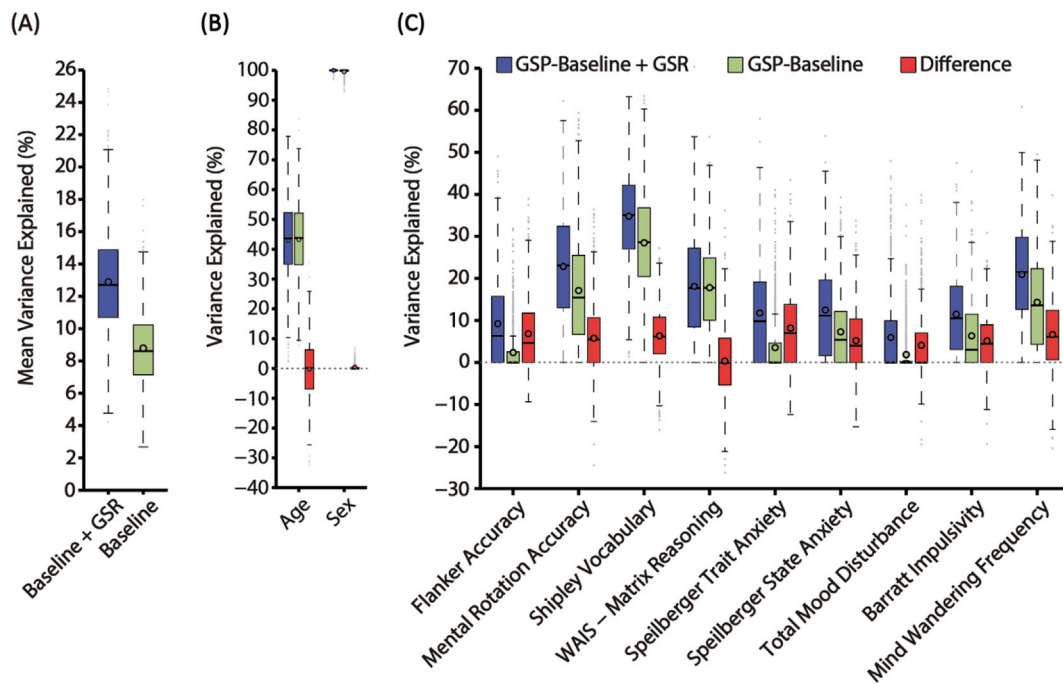 (A)
Mean Variance Explained (%)
26
24
22
20
18
16
14
12
10
8
6
4
2
0
Baseline + GSR
Baseline
(B)
Variance Explained (%)
100
90
80
70
60
50
40
30
20
10
0
−10
−20
−30
−40
Age
Sex
(C)
GSP-Baseline + GSR
GSP-Baseline
Difference
Variance Explained (%)
70
60
50
40
30
20
10
0
−10
−20
−30
Flanker Accuracy
Mental Rotation Accuracy
Shipley Vocabulary
WAIS – Matrix Reasoning
Speilberger Trait Anxiety
Speilberger State Anxiety
Total Mood Disturbance
Barratt Impulsivity
Mind Wandering Frequency